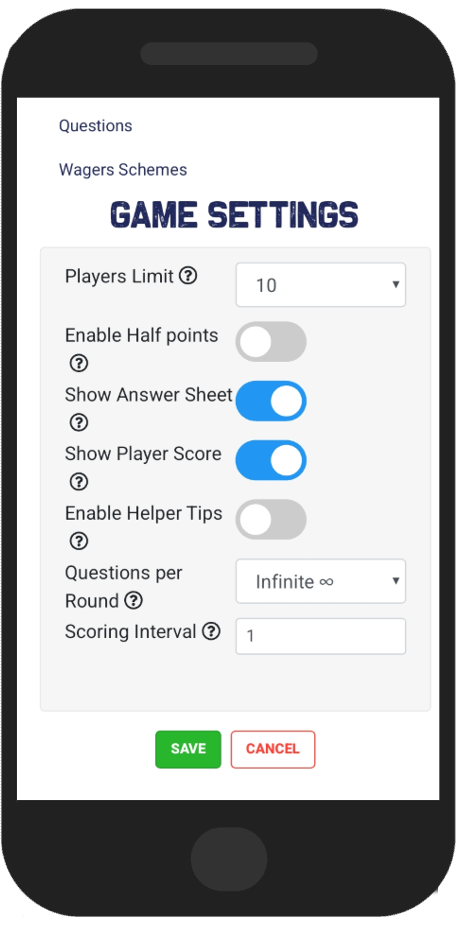 Questions
Wagers Schemes
GAME SETTINGS
Players Limit ?
10
Enable Half points
?
Show Answer Sheet
?
Show Player Score
?
Enable Helper Tips
?
Questions per
Round ?
Infinite ∞
Scoring Interval ?
1
SAVE
CANCEL